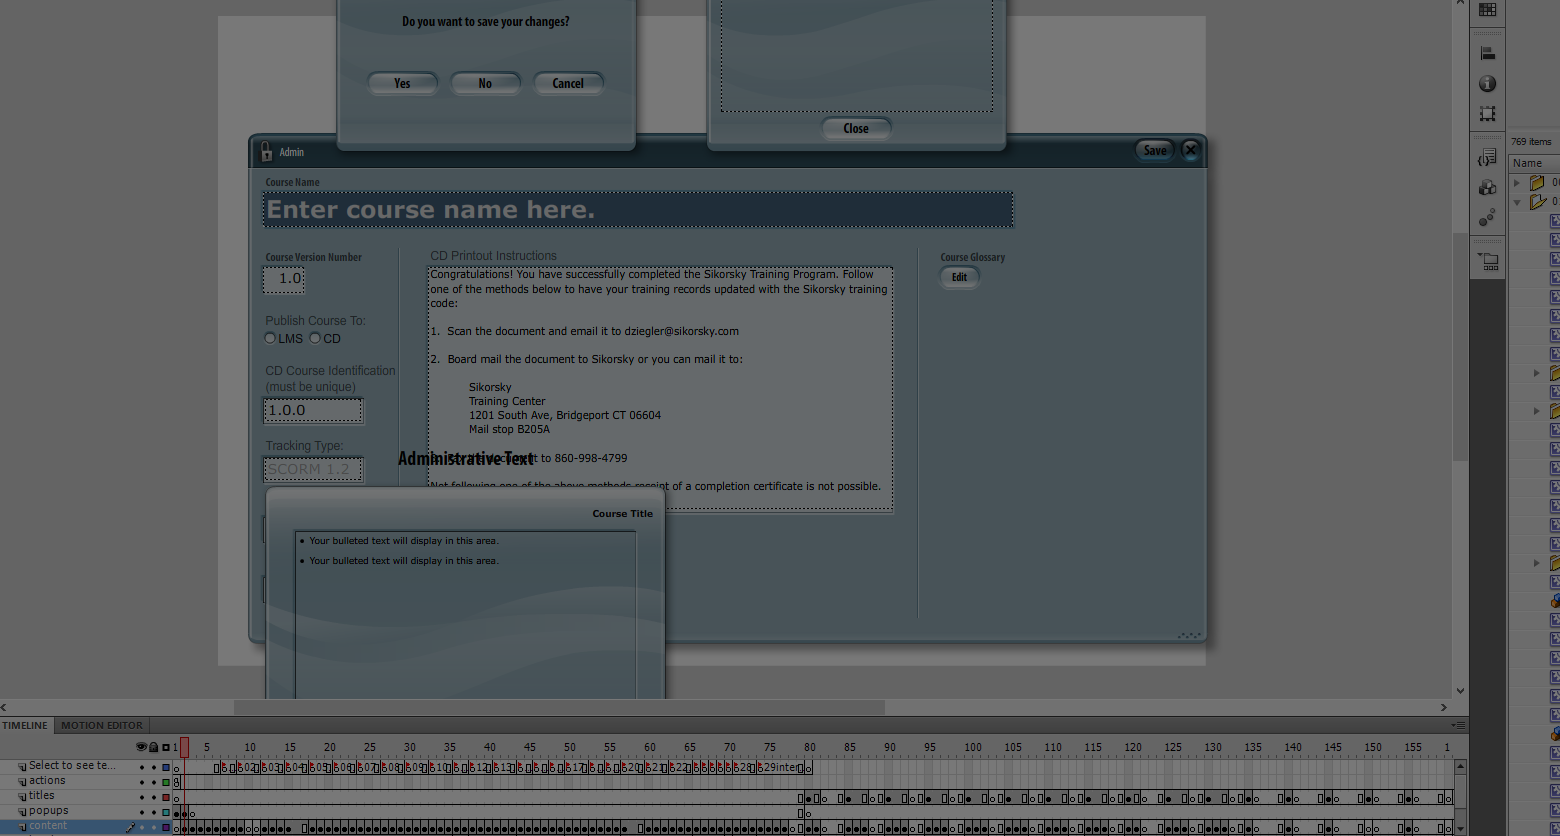 Do you want to save your changes?
Yes
No
Cancel
Close
Admin
Save
Course Name
Enter course name here.
Course Version Number
1.0
Publish Course To:
LMS
CD
CD Course Identification
(must be unique)
1.0.0
Tracking Type:
SCORM 1.2
CD Printout Instructions
Congratulations! You have successfully completed the Sikorsky Training Program. Follow
one of the methods below to have your training records updated with the Sikorsky training
code:
1. Scan the document and email it to dziegler@sikorsky.com
2. Board mail the document to Sikorsky or you can mail it to:
Sikorsky
Training Center
1201 South Ave, Bridgeport CT 06604
Mail stop B205A
document to 860-998-4799
Administrative Text
Not following one of the above methods receipt of a completion certificate is not possible.
Course Glossary
Edit
Course Title
• Your bulleted text will display in this area.
• Your bulleted text will display in this area.
769 items
Name
TIMELINE
MOTION EDITOR
1 5 10 15 20 25 30 35 40 45 50 55 60 65 70 75 80 85 90 95 100 105 110 115 120 125 130 135 140 145 150 155 1
Select to see te...
actions
titles
popups
content